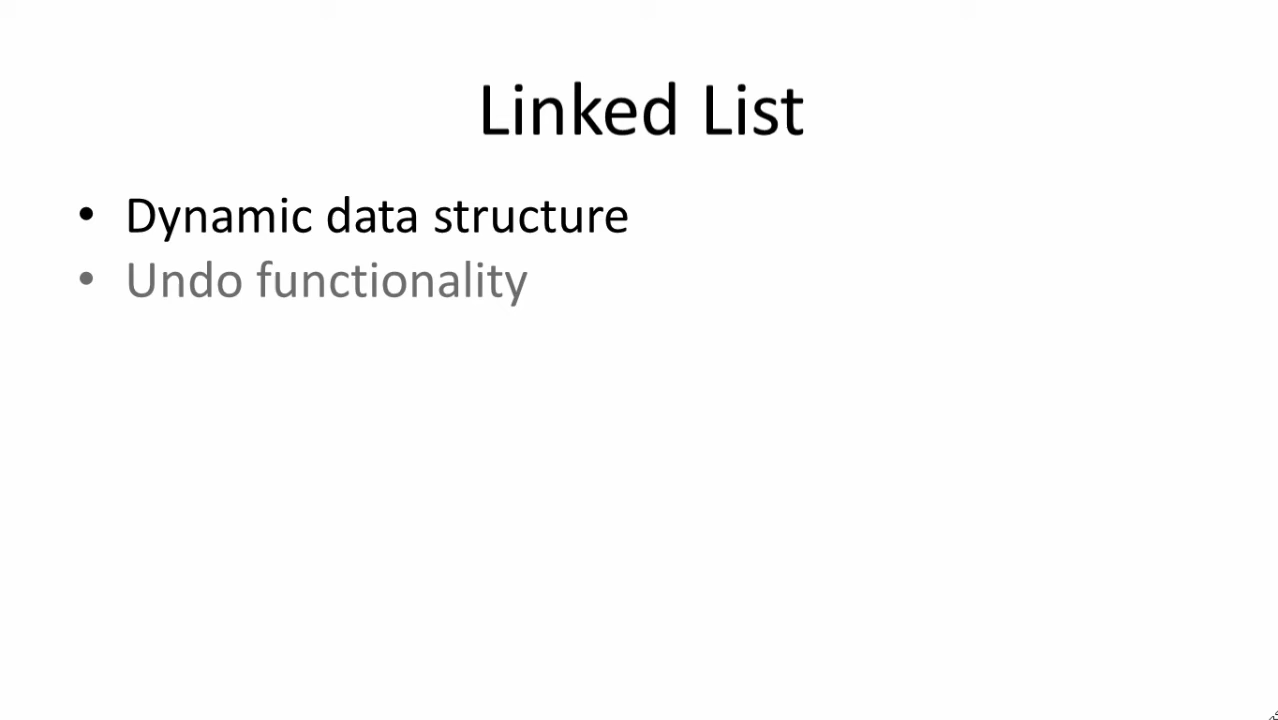 Linked List
• Dynamic data structure
• Undo functionality